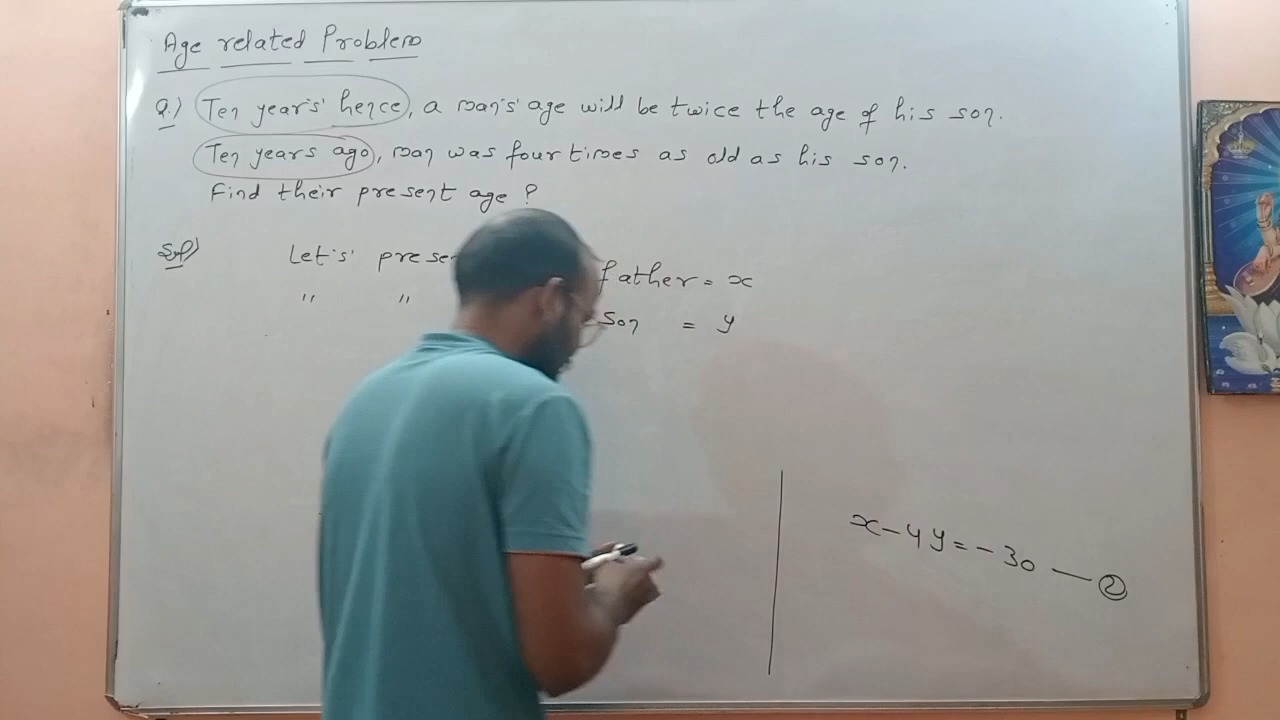 Age related Problem
Q.) Ten year's' hence, a man's' age will be twice the age of his son.
Ten years ago, man was four times as old as his son.
Find their present age ?
Sol)
Let's' prese
father = x
" "
son = y
x - 4y = - 30 — ②